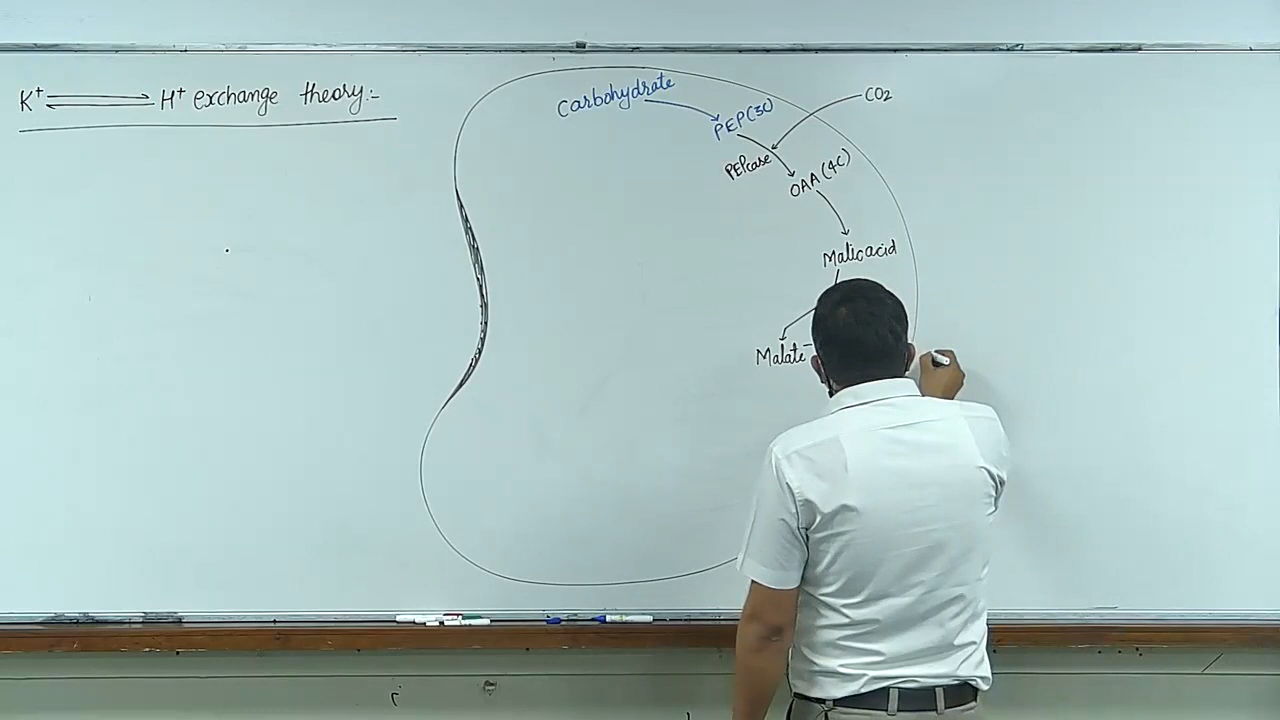 K⁺ ⇌ H⁺ exchange theory:-
Carbohydrate
PEP(3C)
CO2
PEPcase
OAA(4C)
Malic acid
Malate⁻